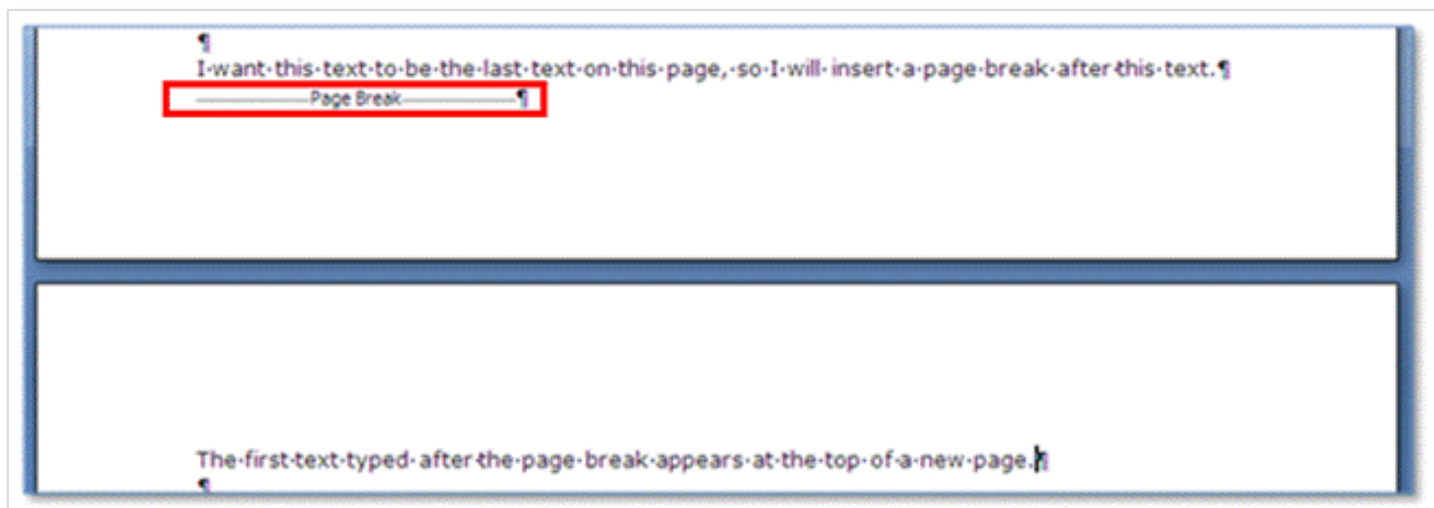 ¶
I·want·this·text·to·be·the·last·text·on·this·page,·so·I·will·insert·a·page·break·after·this·text.¶
Page Break¶
The·first·text·typed·after·the·page·break·appears·at·the·top·of·a·new·page.¶
¶